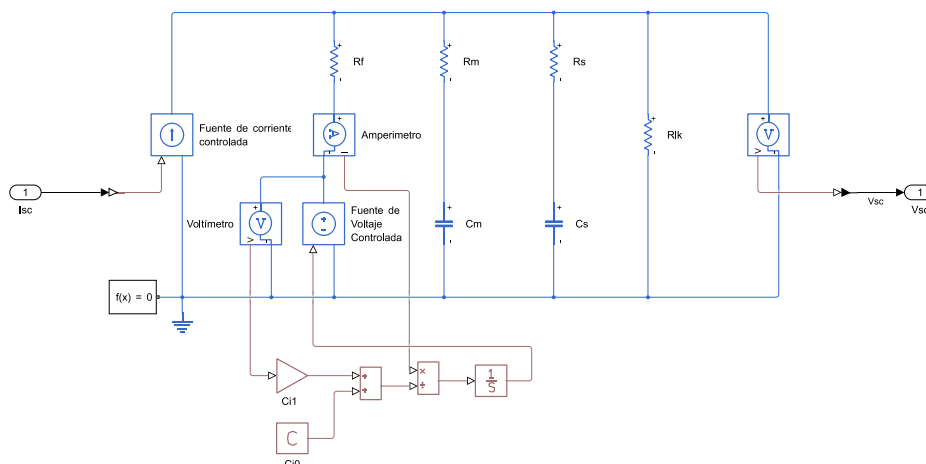 Rf
Rm
Rs
Fuente de corriente
controlada
Amperimetro
A
V
Rlk
1
Isc
Vsc
1
Vsc
Voltímetro
V
Fuente de
Voltaje
Controlada
Cm
Cs
f(x) = 0
Ci1
1
S
C
Ci0